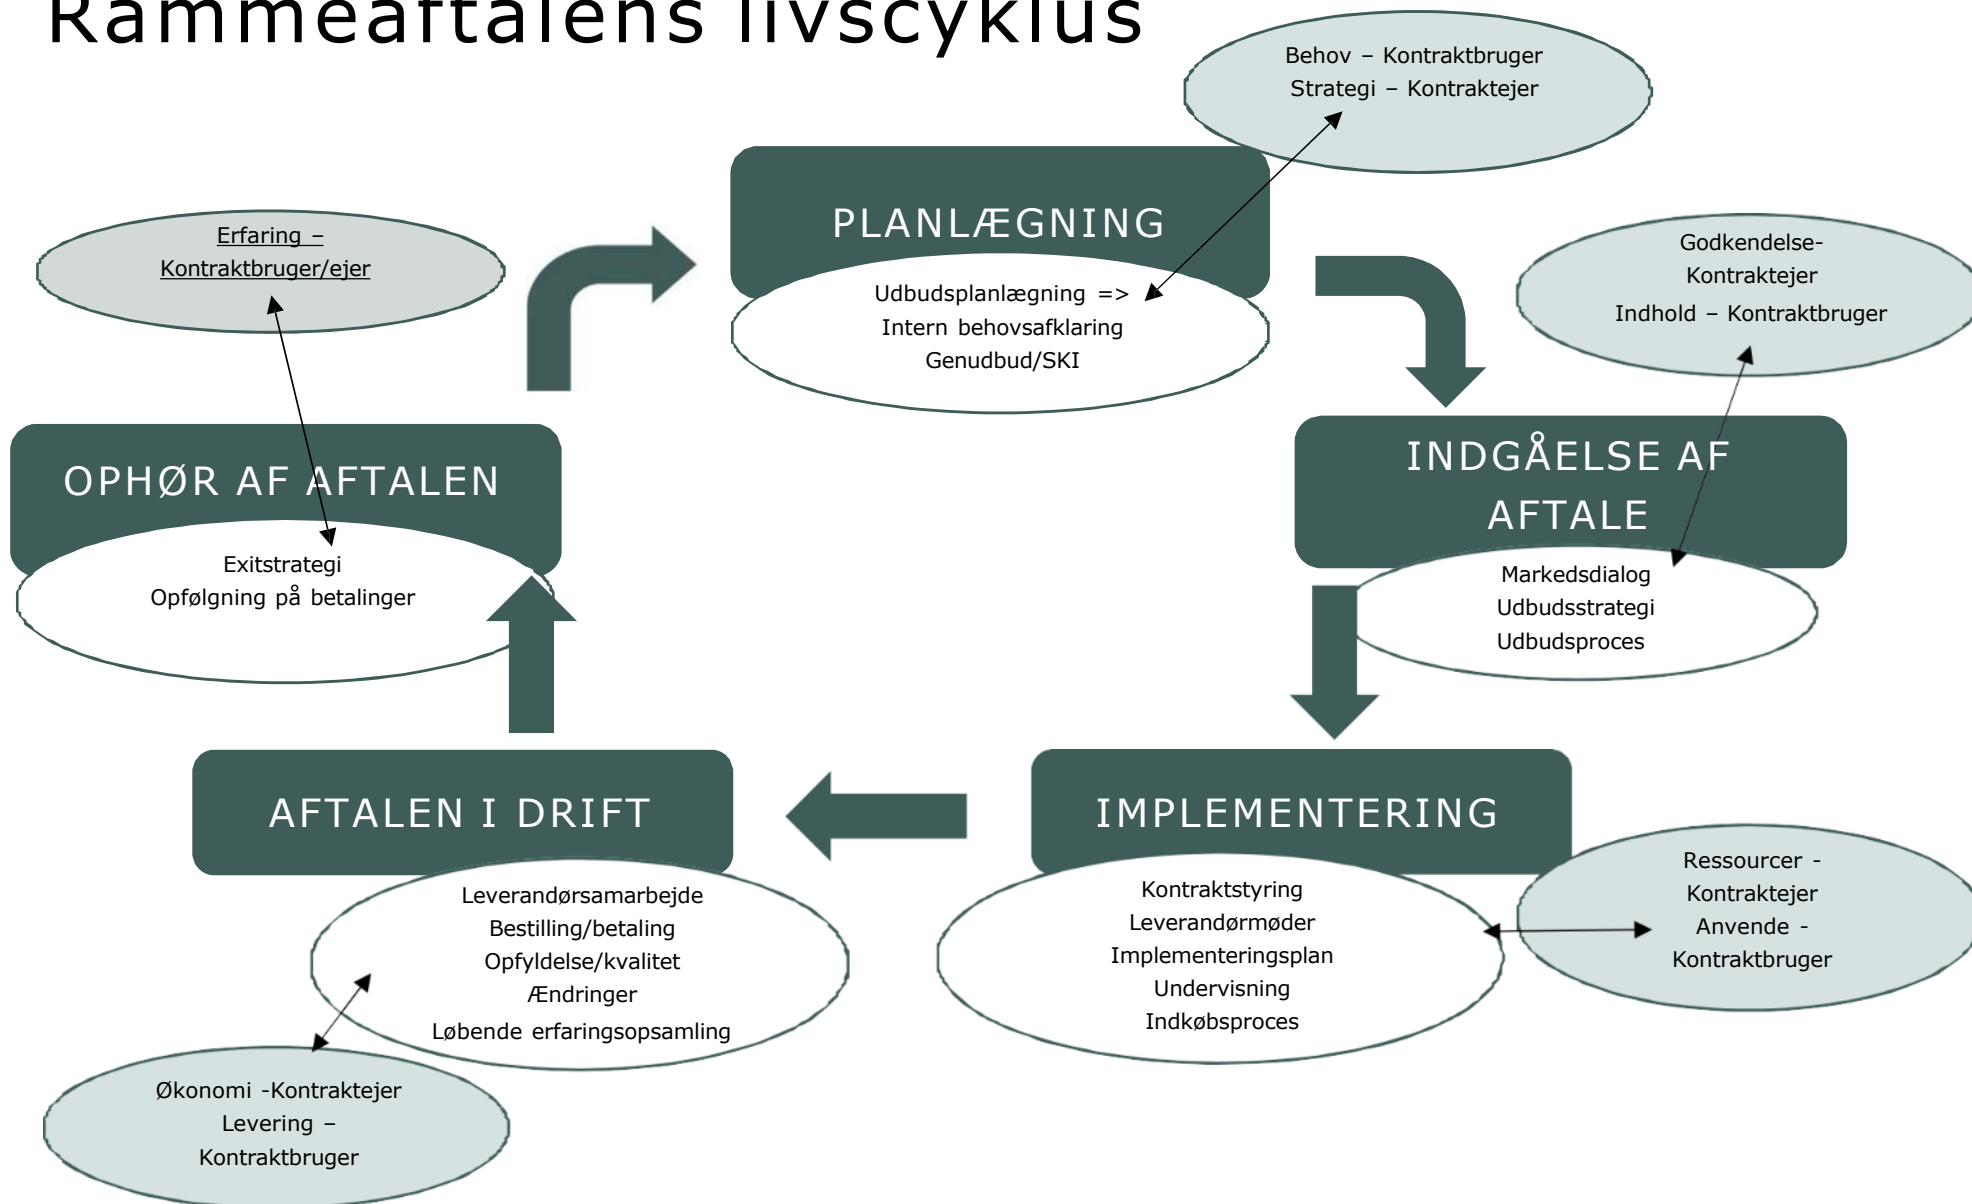 Rammeaftalens livscyklus
Behov – Kontraktbruger
Strategi – Kontraktejer
PLANLÆGNING
Udbudsplanlægning =>
Intern behovsafklaring
Genudbud/SKI
Godkendelse-
Kontraktejer
Indhold – Kontraktbruger
INDGÅELSE AF
AFTALE
Markedsdialog
Udbudsstrategi
Udbudsproces
IMPLEMENTERING
Kontraktstyring
Leverandørmøder
Implementeringsplan
Undervisning
Indkøbsproces
Ressourcer -
Kontraktejer
Anvende -
Kontraktbruger
AFTALEN I DRIFT
Leverandørsamarbejde
Bestilling/betaling
Opfyldelse/kvalitet
Ændringer
Løbende erfaringsopsamling
Økonomi -Kontraktejer
Levering –
Kontraktbruger
OPHØR AF AFTALEN
Exitstrategi
Opfølgning på betalinger
Erfaring –
Kontraktbruger/ejer